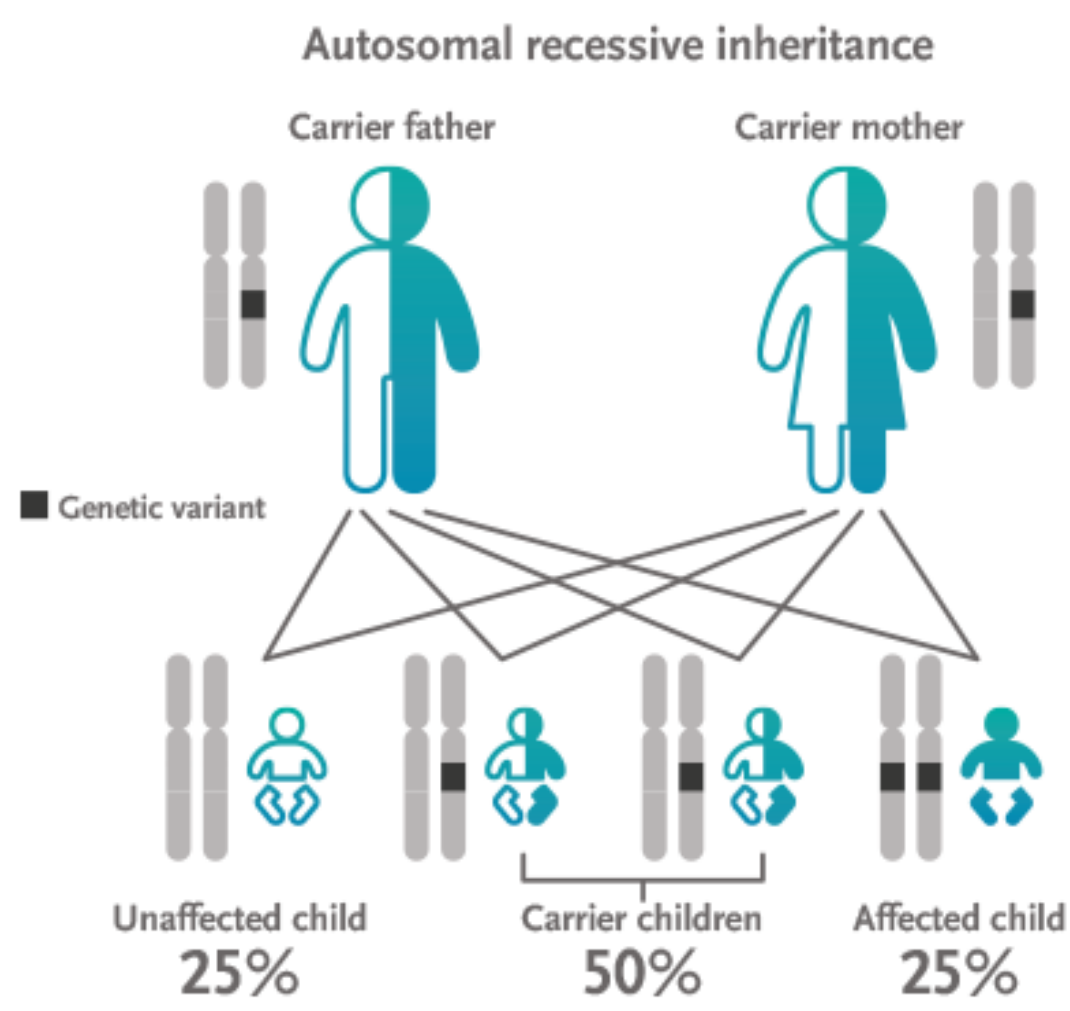 Autosomal recessive inheritance
Carrier father
Carrier mother
Genetic variant
Unaffected child
25%
Carrier children
50%
Affected child
25%